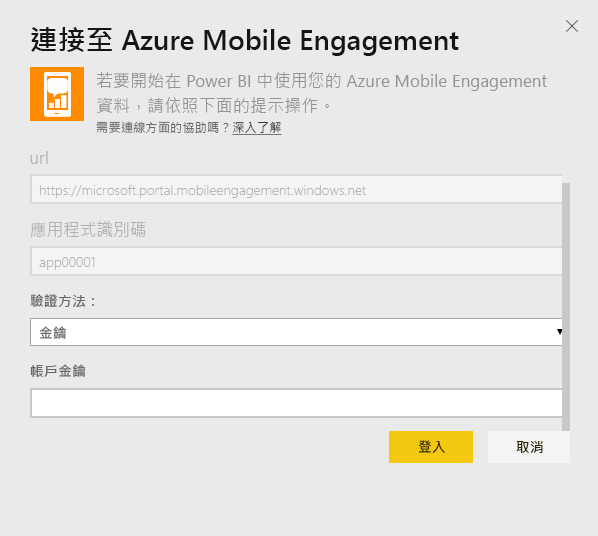 連接至 Azure Mobile Engagement
若要開始在 Power BI 中使用您的 Azure Mobile Engagement
資料，請依照下面的提示操作。
需要連線方面的協助嗎？深入了解
url
https://microsoft.portal.mobileengagement.windows.net
應用程式識別碼
app00001
驗證方法：
金鑰
帳戶金鑰
登入 取消